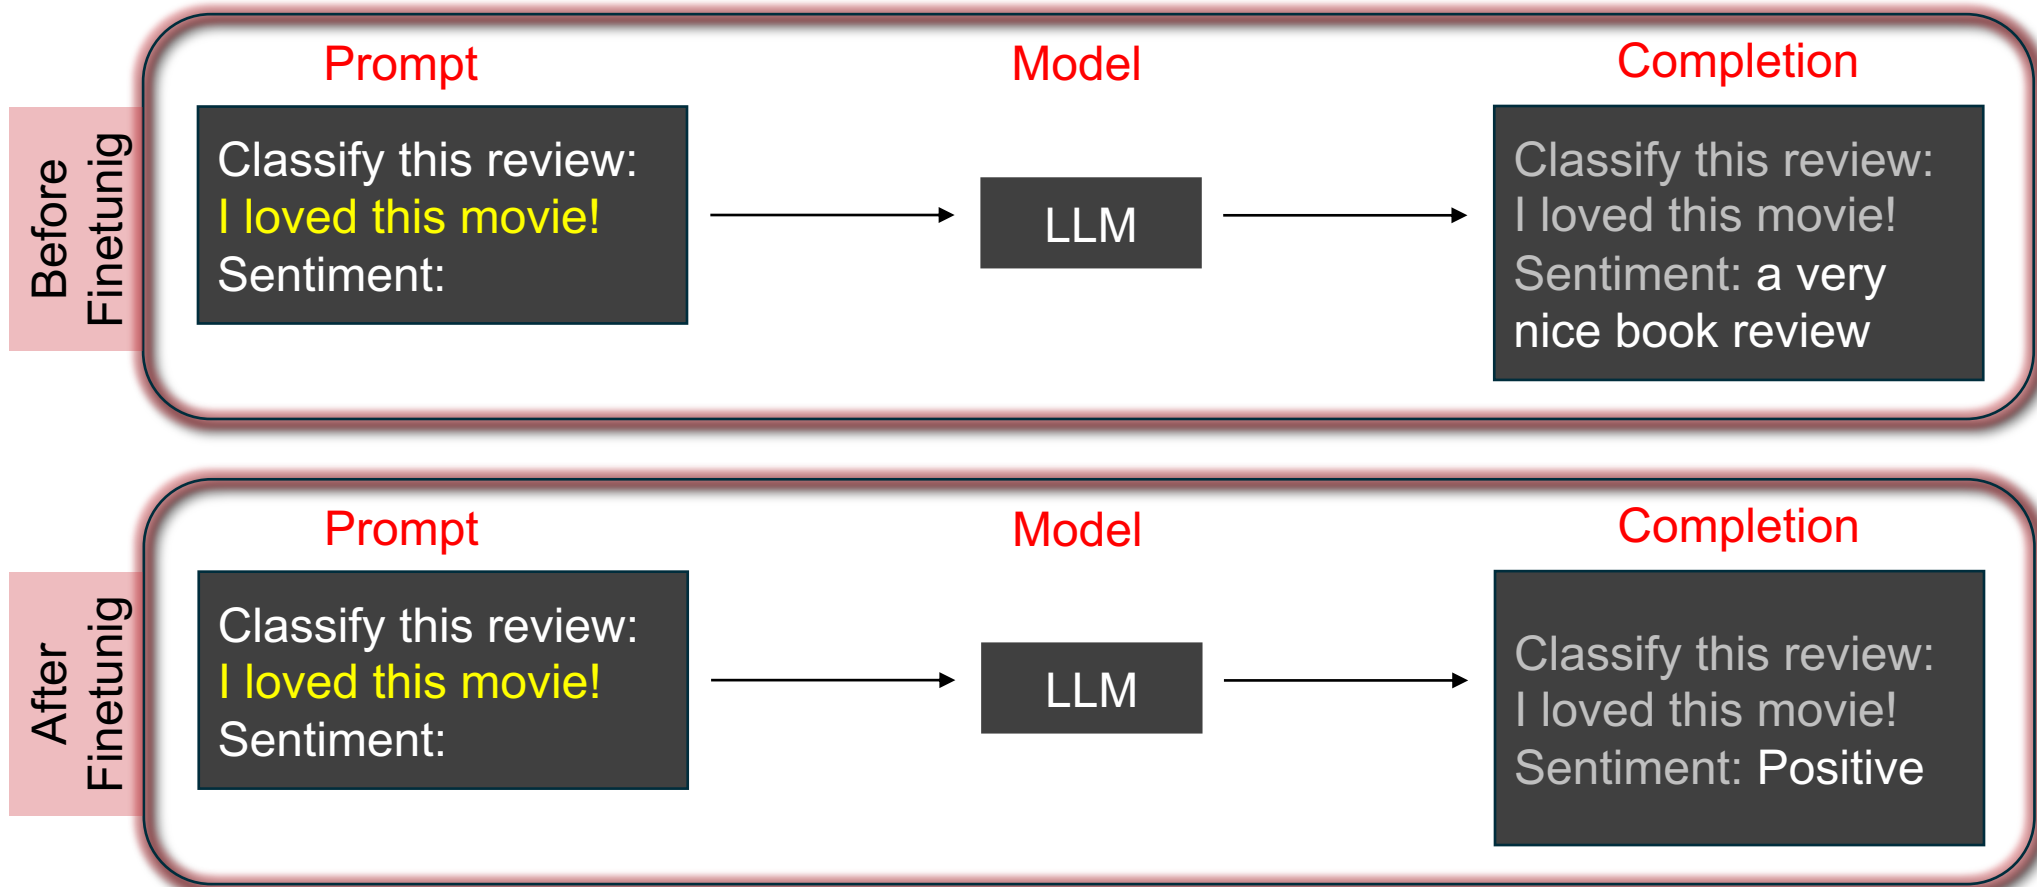 Before
Finetunig
Prompt
Classify this review:
I loved this movie!
Sentiment:
Model
LLM
Completion
Classify this review:
I loved this movie!
Sentiment: a very
nice book review
After
Finetunig
Prompt
Classify this review:
I loved this movie!
Sentiment:
Model
LLM
Completion
Classify this review:
I loved this movie!
Sentiment: Positive